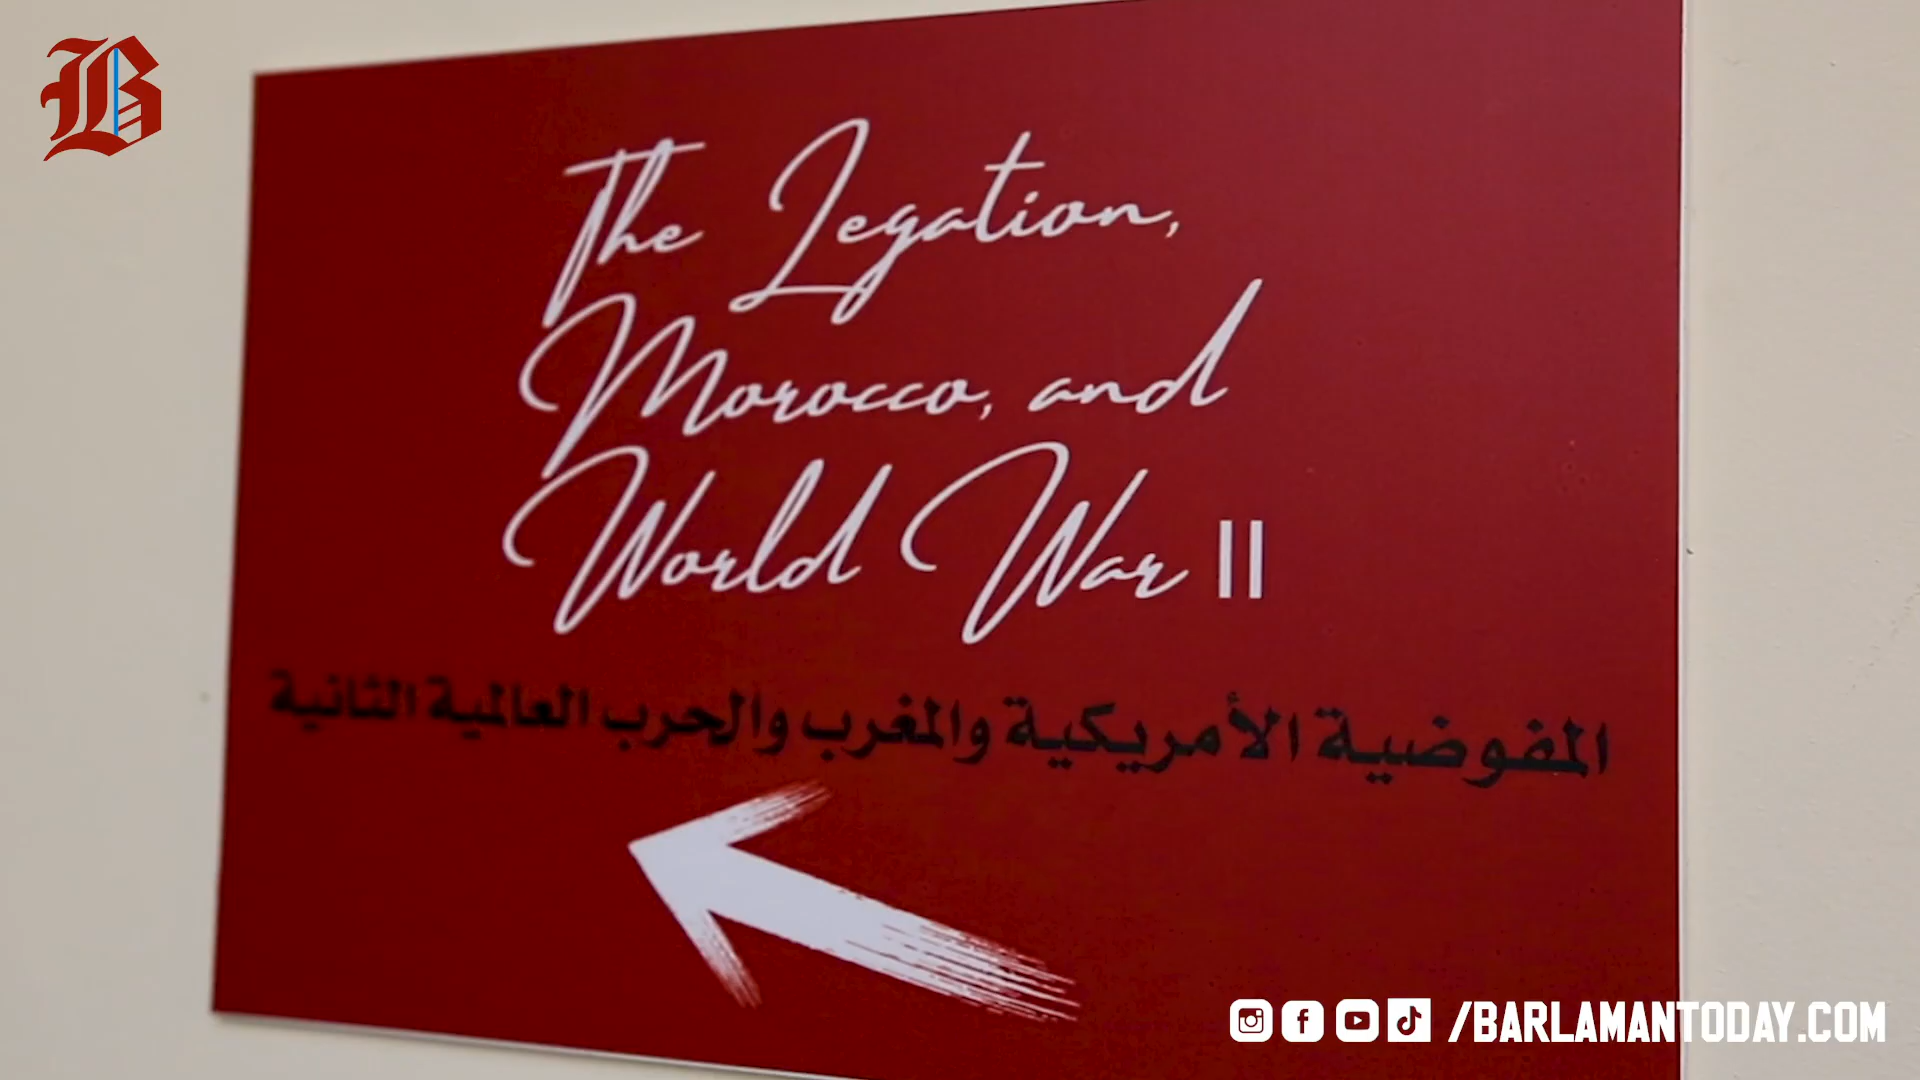 B
The Legation,
Morocco, and
World War II
المفوضية الأمريكية والمغرب والحرب العالمية الثانية
/BARLAMANTODAY.COM